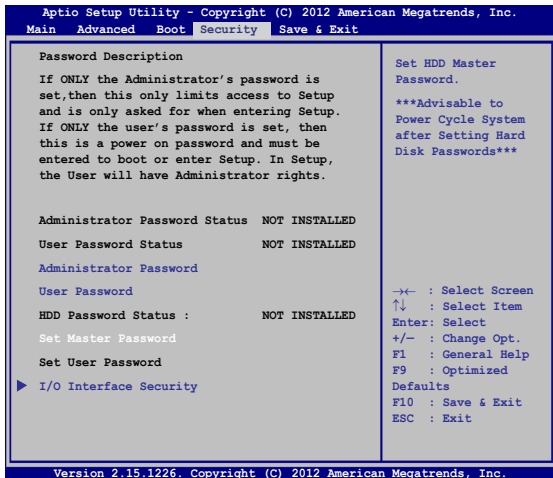 Aptio Setup Utility - Copyright (C) 2012 American Megatrends, Inc.
Main Advanced Boot Security Save & Exit
Password Description
If ONLY the Administrator's password is
set,then this only limits access to Setup
and is only asked for when entering Setup.
If ONLY the user's password is set, then
this is a power on password and must be
entered to boot or enter Setup. In Setup,
the User will have Administrator rights.
Administrator Password Status NOT INSTALLED
User Password Status NOT INSTALLED
Administrator Password
User Password
HDD Password Status : NOT INSTALLED
Set Master Password
Set User Password
I/O Interface Security
Set HDD Master
Password.
***Advisable to
Power Cycle System
after Setting Hard
Disk Passwords***
→← : Select Screen
↑↓ : Select Item
Enter: Select
+/— : Change Opt.
F1 : General Help
F9 : Optimized
Defaults
F10 : Save & Exit
ESC : Exit
Version 2.15.1226. Copyright (C) 2012 American Megatrends, Inc.